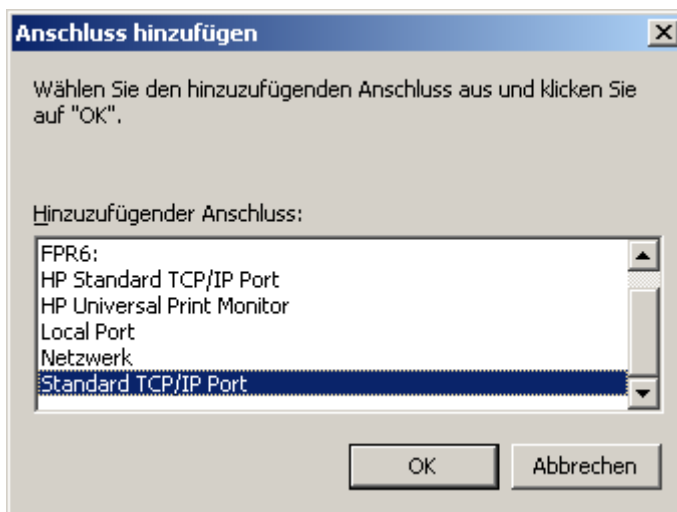 Anschluss hinzufügen
Wählen Sie den hinzuzufügenden Anschluss aus und klicken Sie
auf "OK".
Hinzuzufügender Anschluss:
FPR6:
HP Standard TCP/IP Port
HP Universal Print Monitor
Local Port
Netzwerk
Standard TCP/IP Port
OK
Abbrechen